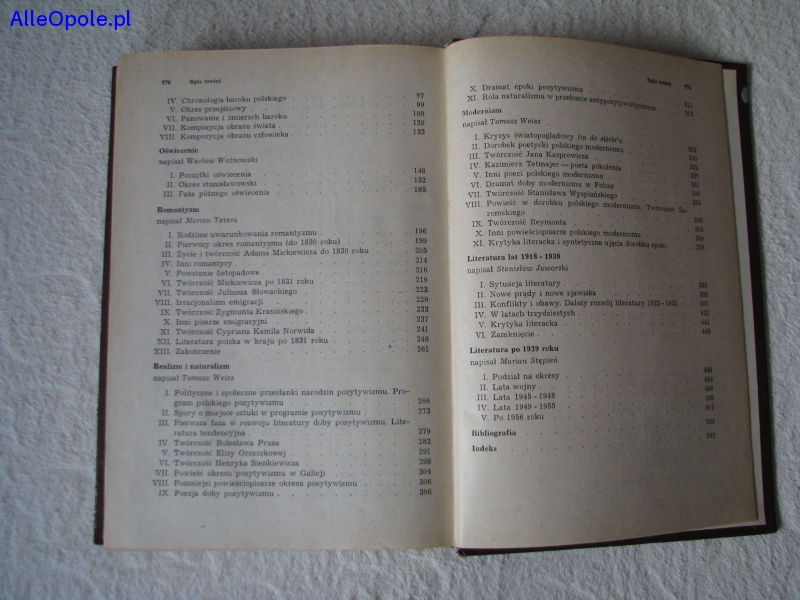 AlleOpole.pl
570 Spis treści
IV. Chronologia baroku polskiego 97
V. Okres przejściowy 99
VI. Panowanie i zmierzch baroku 108
VII. Kompozycja obrazu świata 120
VIII. Kompozycja obrazu człowieka 133
Oświecenie
napisał Wacław Woźnowski
I. Początki oświecenia 146
II. Okres stanisławowski 152
III. Faza późnego oświecenia 185
Romantyzm
napisał Marian Tatara
I. Rodzime uwarunkowania romantyzmu 196
II. Pierwszy okres romantyzmu (do 1830 roku) 199
III. Życie i twórczość Adama Mickiewicza do 1830 roku 205
IV. Inni romantycy 214
V. Powstanie listopadowe 216
VI. Twórczość Mickiewicza po 1831 roku 219
VII. Twórczość Juliusza Słowackiego 223
VIII. Irracjonalizm emigracji 229
IX. Twórczość Zygmunta Krasińskiego 233
X. Inni pisarze emigracyjni 237
XI. Twórczość Cypriana Kamila Norwida 241
XII. Literatura polska w kraju po 1831 roku 246
XIII. Zakończenie 261
Realizm i naturalizm
napisał Tomasz Weiss
I. Polityczne i społeczne przesłanki narodzin pozytywizmu. Pro-
gram polskiego pozytywizmu 266
II. Spory o miejsce sztuki w programie pozytywizmu 273
III. Pierwsza faza w rozwoju literatury doby pozytywizmu. Lite-
ratura tendencyjna 279
IV. Twórczość Bolesława Prusa 282
V. Twórczość Elizy Orzeszkowej 291
VI. Twórczość Henryka Sienkiewicza 298
VII. Powieść okresu pozytywizmu w Galicji 304
VIII. Pomniejsi powieściopisarze okresu pozytywizmu 306
IX. Poezja doby pozytywizmu 306
Spis treści
X. Dramat epoki pozytywizmu
XI. Rola naturalizmu w przełomie antypozytywistycznym
Modernizm
napisał Tomasz Weiss
I. Kryzys światopoglądowy fin de siècle'u
II. Dorobek poetycki polskiego modernizmu
III. Twórczość Jana Kasprowicza
IV. Kazimierz Tetmajer — poeta pokolenia
V. Inni poeci polskiego modernizmu
VI. Dramat doby modernizmu w Polsce
VII. Twórczość Stanisława Wyspiańskiego
VIII. Powieść w dorobku polskiego modernizmu. Twórczość Że-
romskiego
IX. Twórczość Reymonta
X. Inni powieściopisarze polskiego modernizmu
XI. Krytyka literacka i syntetyczne ujęcia dorobku epoki
Literatura lat 1918 - 1939
napisał Stanisław Jaworski
I. Sytuacja literatury
II. Nowe prądy i nowe zjawiska
III. Konflikty i obawy. Dalszy rozwój literatury 1923 - 1932
IV. W latach trzydziestych
V. Krytyka literacka
VI. Zamknięcie
Literatura po 1939 roku
napisał Marian Stępień
I. Podział na okresy
II. Lata wojny
III. Lata 1945 - 1948
IV. Lata 1949 - 1955
V. Po 1956 roku
Bibliografia
Indeks